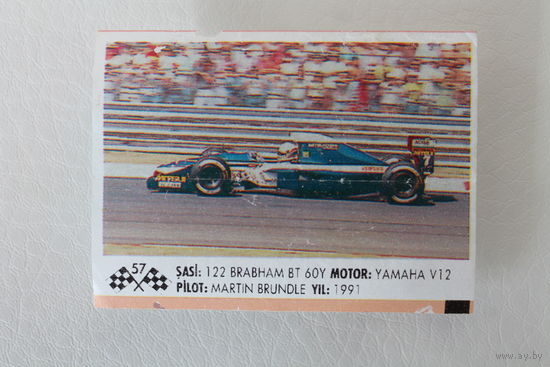 57
ŞASİ: 122 BRABHAM BT 60Y MOTOR: YAMAHA V12
PİLOT: MARTIN BRUNDLE YIL: 1991
www.ay.by